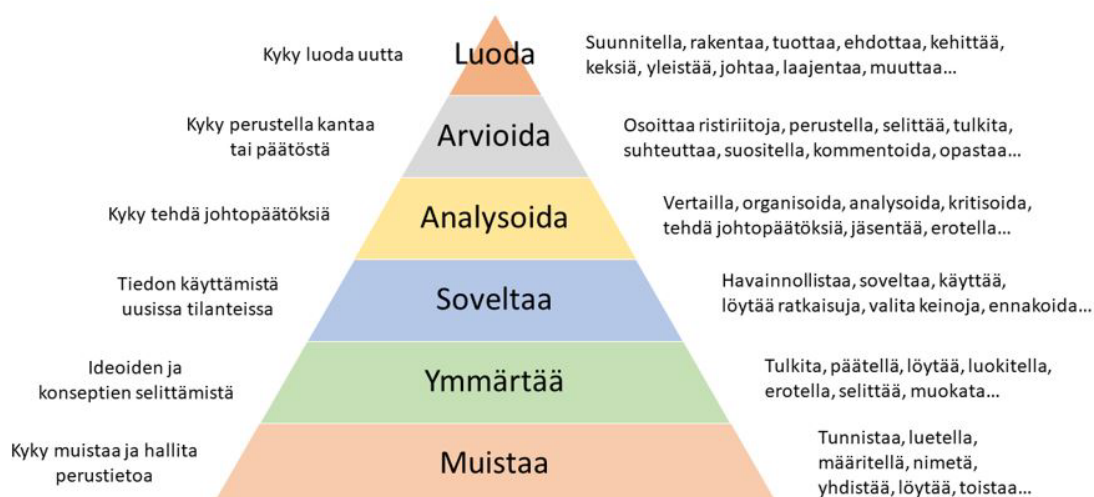 Kyky luoda uutta
Luoda
Suunnitella, rakentaa, tuottaa, ehdottaa, kehittää,
keksiä, yleistää, johtaa, laajentaa, muuttaa…
Kyky perustella kantaa
tai päätöstä
Arvioida
Osoittaa ristiriitoja, perustella, selittää, tulkita,
suhteuttaa, suositella, kommentoida, opastaa…
Kyky tehdä johtopäätöksiä
Analysoida
Vertailla, organisoida, analysoida, kritisoida,
tehdä johtopäätöksiä, jäsentää, erotella…
Tiedon käyttämistä
uusissa tilanteissa
Soveltaa
Havainnollistaa, soveltaa, käyttää,
löytää ratkaisuja, valita keinoja, ennakoida…
Ideoiden ja
konseptien selittämistä
Ymmärtää
Tulkita, päätellä, löytää, luokitella,
erotella, selittää, muokata…
Kyky muistaa ja hallita
perustietoa
Muistaa
Tunnistaa, luetella,
määritellä, nimetä,
yhdistää, löytää, toistaa…